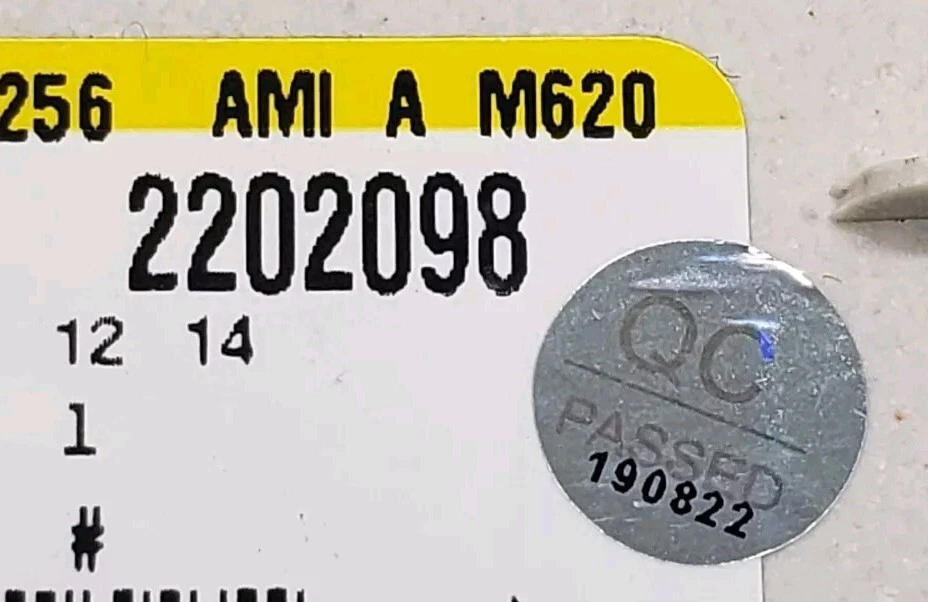 256 AMI A M620
2202098
12 14
1
#
QC
PASSED
190822